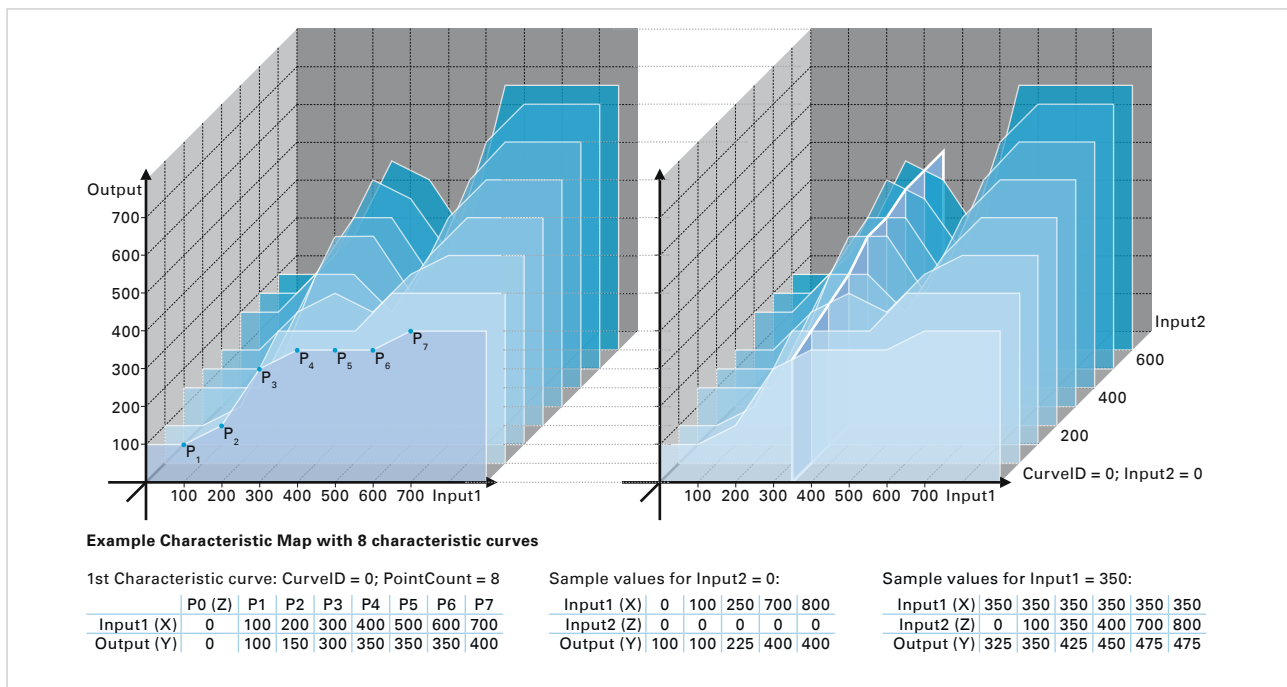 Output
700
600
500
400
300
200
100
P1
P2
P3
P4
P5
P6
P7
100 200 300 400 500 600 700 Input1
100 200 300 400 500 600 700 Input1
Input2
600
400
200
CurveID = 0; Input2 = 0
Example Characteristic Map with 8 characteristic curves
1st Characteristic curve: CurveID = 0; PointCount = 8
P0 (Z) P1 P2 P3 P4 P5 P6 P7
Input1 (X) 0 100 200 300 400 500 600 700
Output (Y) 0 100 150 300 350 350 350 400
Sample values for Input2 = 0:
Input1 (X) 0 100 250 700 800
Input2 (Z) 0 0 0 0 0
Output (Y) 100 100 225 400 400
Sample values for Input1 = 350:
Input1 (X) 350 350 350 350 350 350
Input2 (Z) 0 100 350 400 700 800
Output (Y) 325 350 425 450 475 475